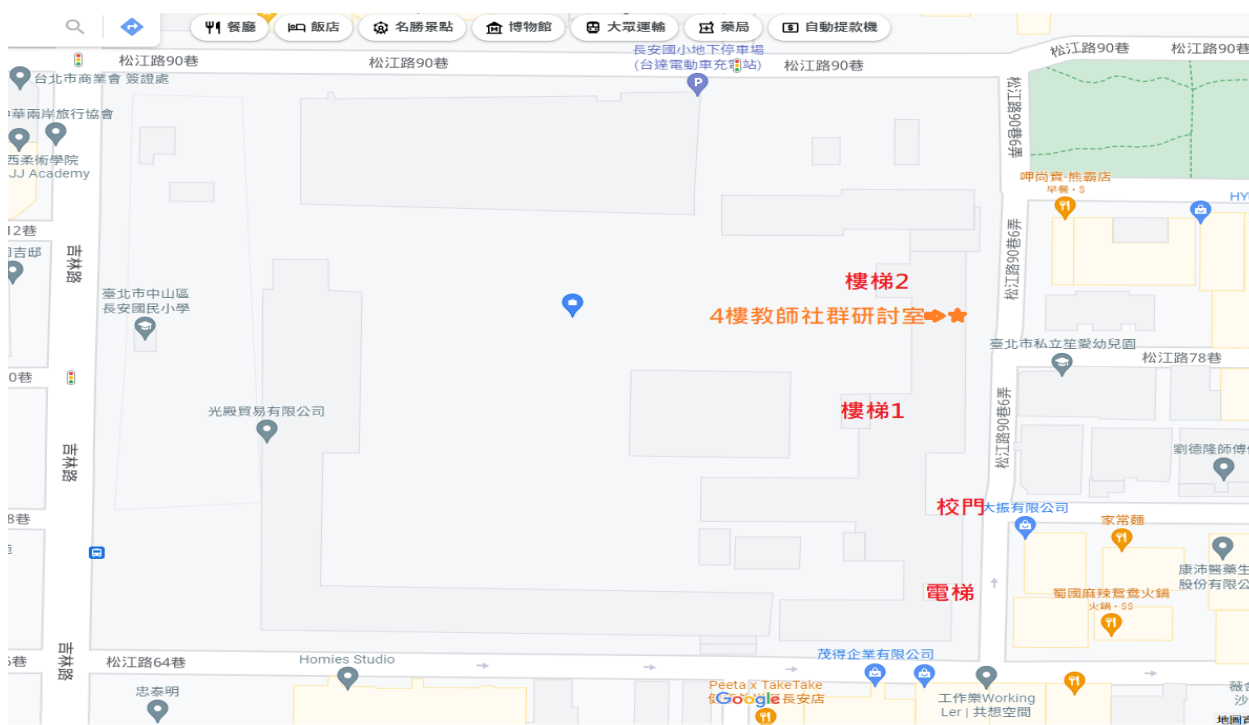 餐廳
飯店
名勝景點
博物館
大眾運輸
藥局
自動提款機
長安國小地下停車場
(台達電動車充電站)
松江路90巷
松江路90巷
松江路90巷
松江路90巷
松江路90巷
台北市商業會 簽證處
中華兩岸旅行協會
西柔術學院
JJ Academy
松江路90巷6弄
呷尚寶-熊霸店
早餐・$
HY
12巷
吉邸
吉林路
松江路90巷6弄
臺北市中山區
長安國民小學
樓梯2
4樓教師社群研討室
臺北市私立笙愛幼兒園
松江路78巷
0巷
光殿貿易有限公司
樓梯1
松江路90巷6弄
吉林路
劉德隆師傅
校門
大振有限公司
家常麵
8巷
康沛醫藥生
股份有限公
電梯
蜀國麻辣鴛鴦火鍋
火鍋・$$
吉林路
巷
松江路64巷
Homies Studio
茂得企業有限公司
忠泰明
Peeta x TakeTake
長安店
Google
工作樂Working
Ler | 共想空間
沙
地圖資